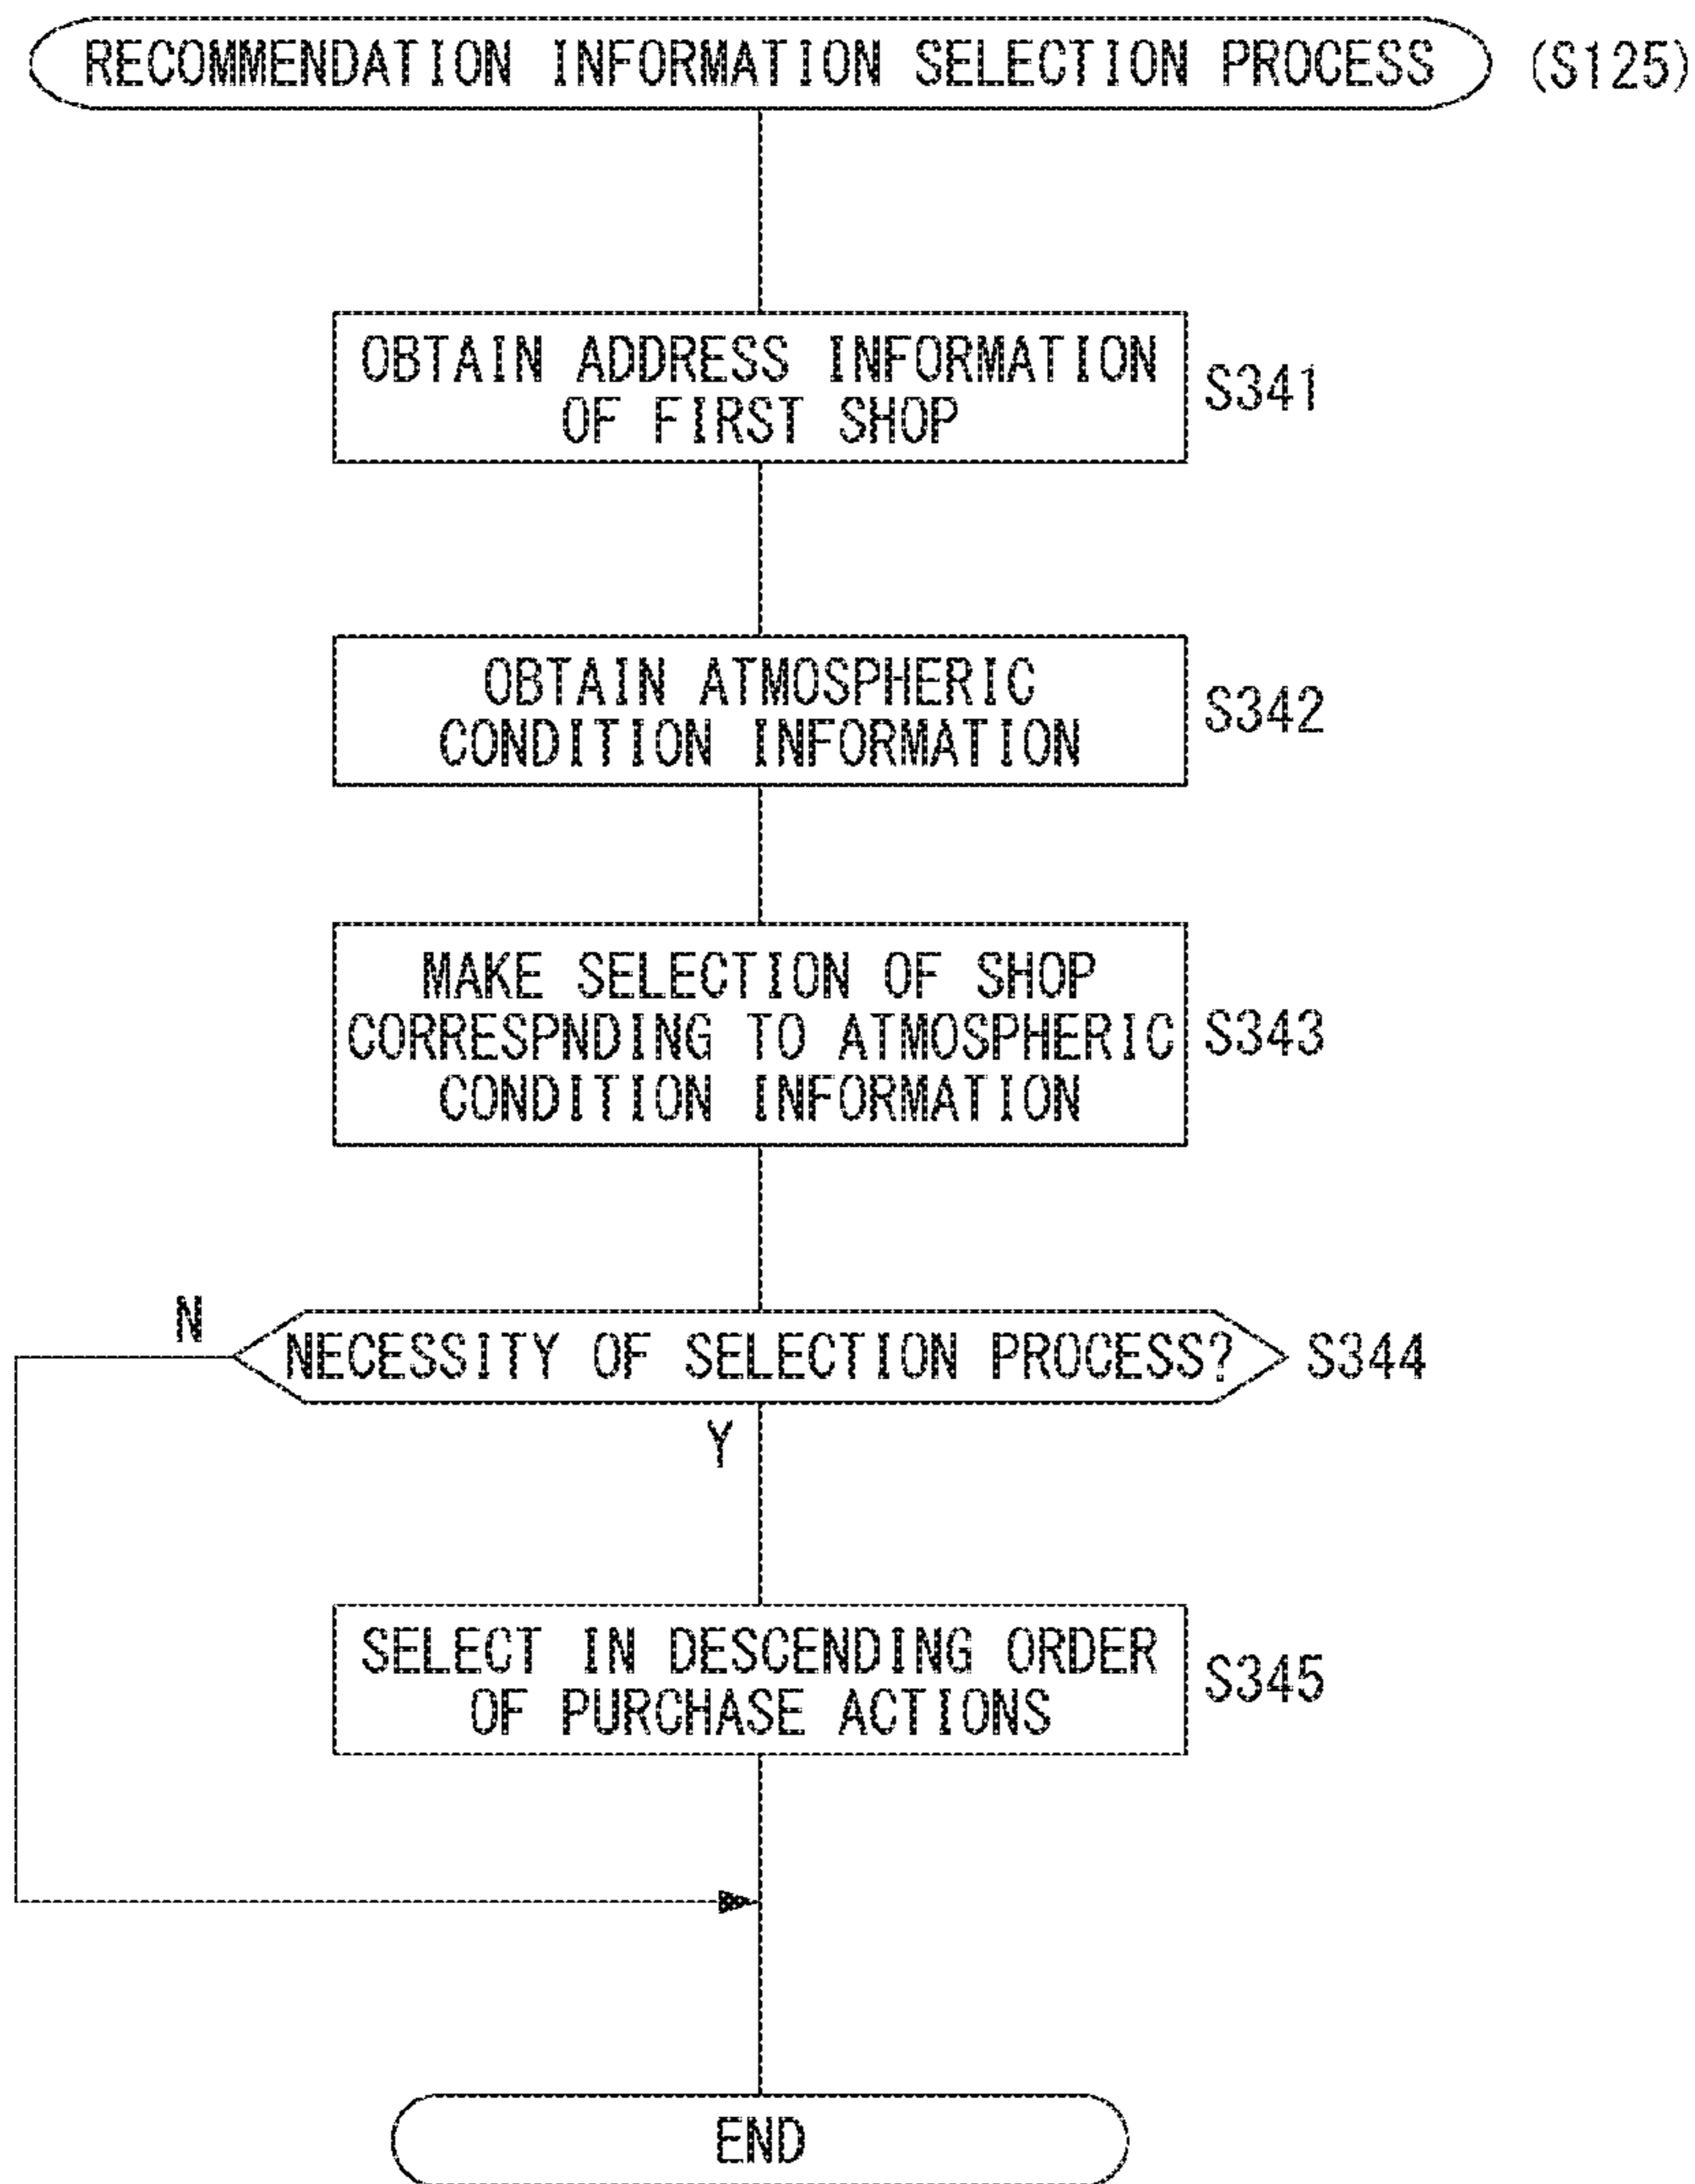 RECOMMENDATION INFORMATION SELECTION PROCESS (S125)
OBTAIN ADDRESS INFORMATION
OF FIRST SHOP
S341
OBTAIN ATMOSPHERIC
CONDITION INFORMATION
S342
MAKE SELECTION OF SHOP
CORRESPNDING TO ATMOSPHERIC
CONDITION INFORMATION
S343
N
NECESSITY OF SELECTION PROCESS? S344
Y
SELECT IN DESCENDING ORDER
OF PURCHASE ACTIONS
S345
END